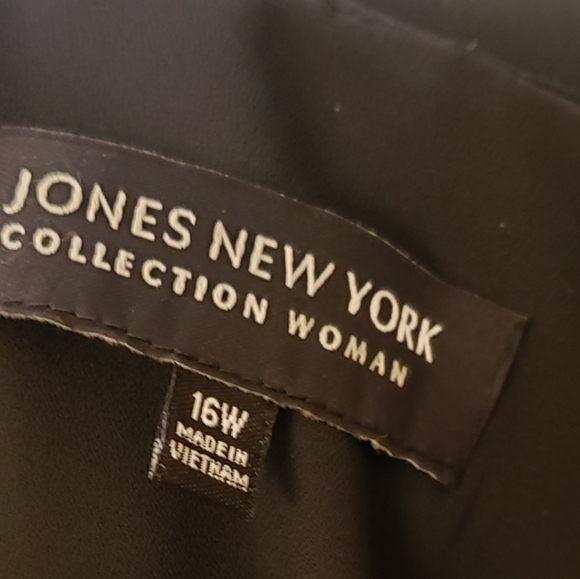 JONES NEW YORK
COLLECTION WOMAN
16W
MADE IN
VIETNAM